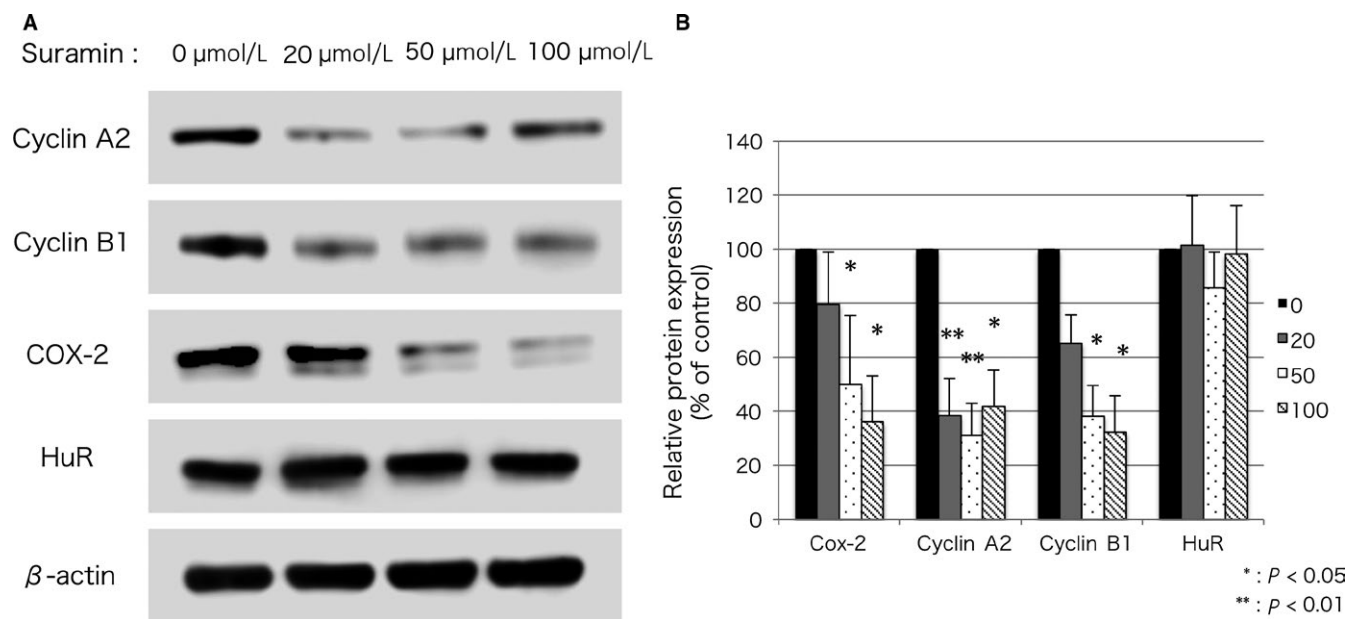 A
Suramin : 0 μmol/L 20 μmol/L 50 μmol/L 100 μmol/L
Cyclin A2
Cyclin B1
COX-2
HuR
β-actin
B
Relative protein expression
(% of control)
140
120
100
80
60
40
20
0
*
*
**
**
*
*
*
Cox-2 Cyclin A2 Cyclin B1 HuR
0
20
50
100
* : P < 0.05
** : P < 0.01